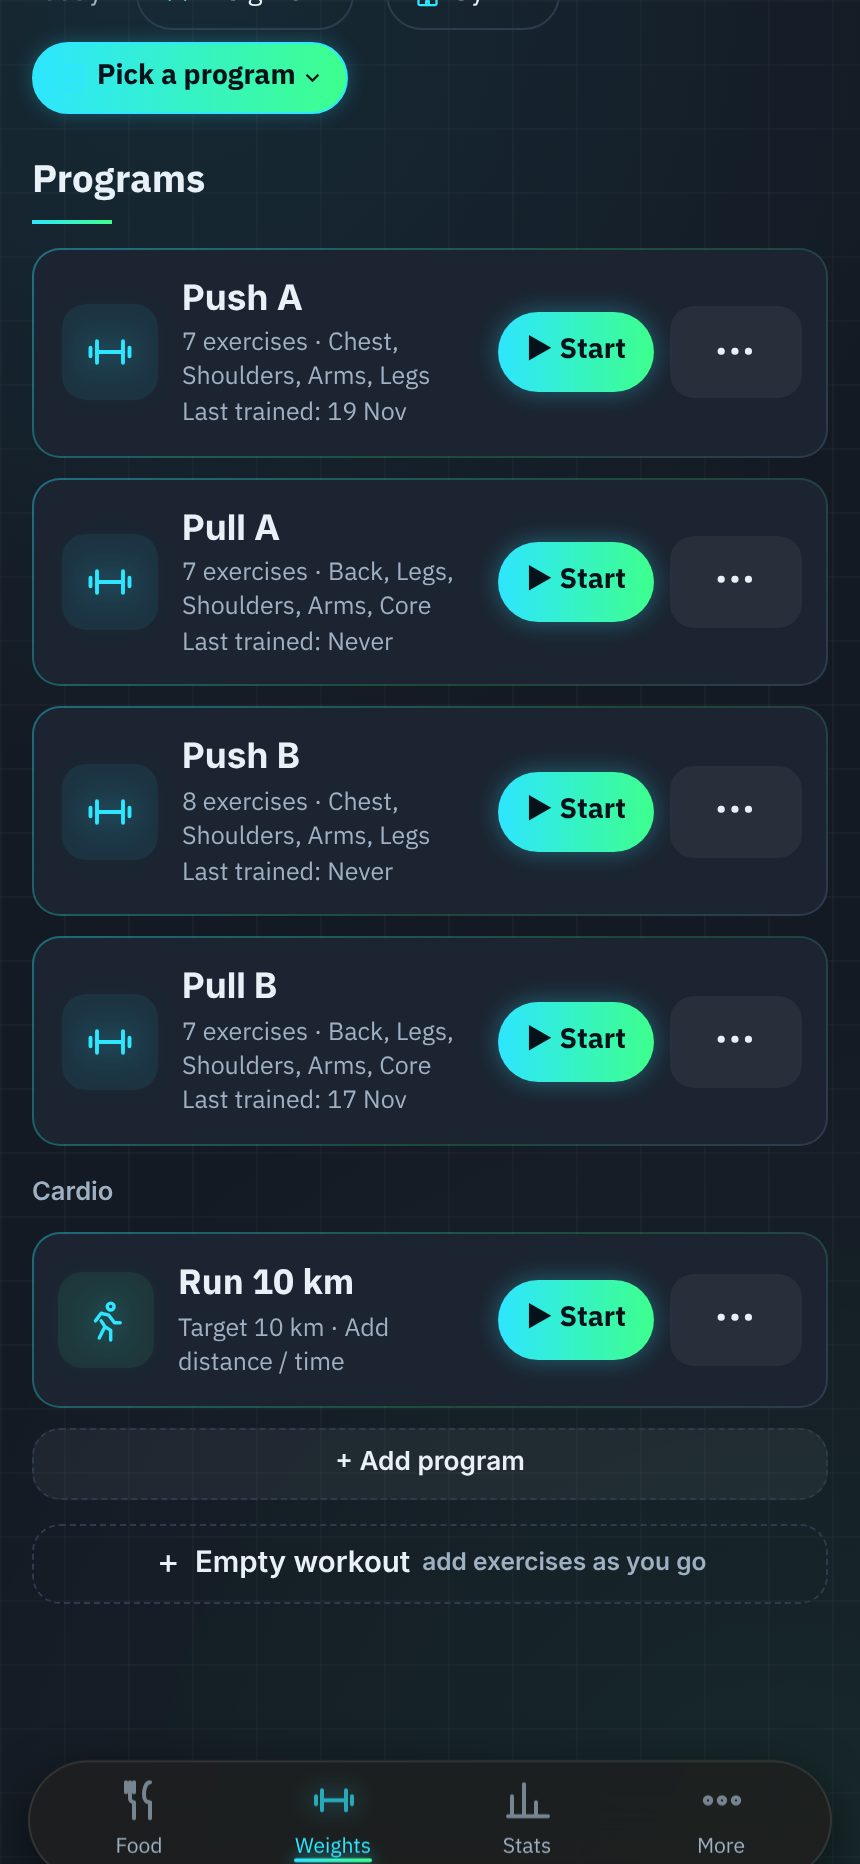 Pick a program
Programs
Push A
7 exercises · Chest,
Shoulders, Arms, Legs
Last trained: 19 Nov
▶ Start
•••
Pull A
7 exercises · Back, Legs,
Shoulders, Arms, Core
Last trained: Never
▶ Start
•••
Push B
8 exercises · Chest,
Shoulders, Arms, Legs
Last trained: Never
▶ Start
•••
Pull B
7 exercises · Back, Legs,
Shoulders, Arms, Core
Last trained: 17 Nov
▶ Start
•••
Cardio
Run 10 km
Target 10 km · Add
distance / time
▶ Start
•••
+ Add program
+ Empty workout add exercises as you go
Food
Weights
Stats
More